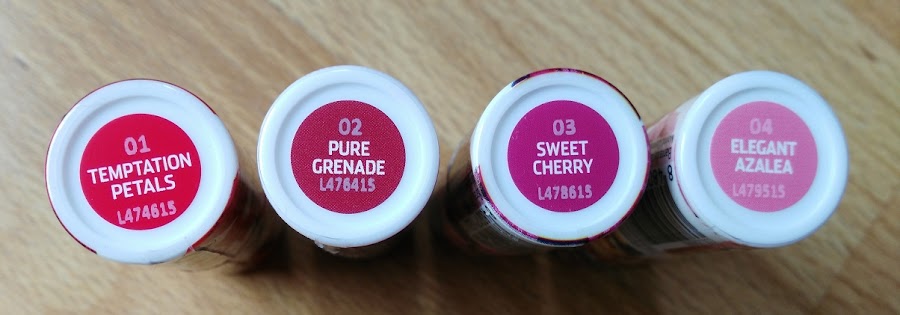 01
TEMPTATION
PETALS
L474615
02
PURE
GRENADE
L476415
03
SWEET
CHERRY
L478615
04
ELEGANT
AZALEA
L479515